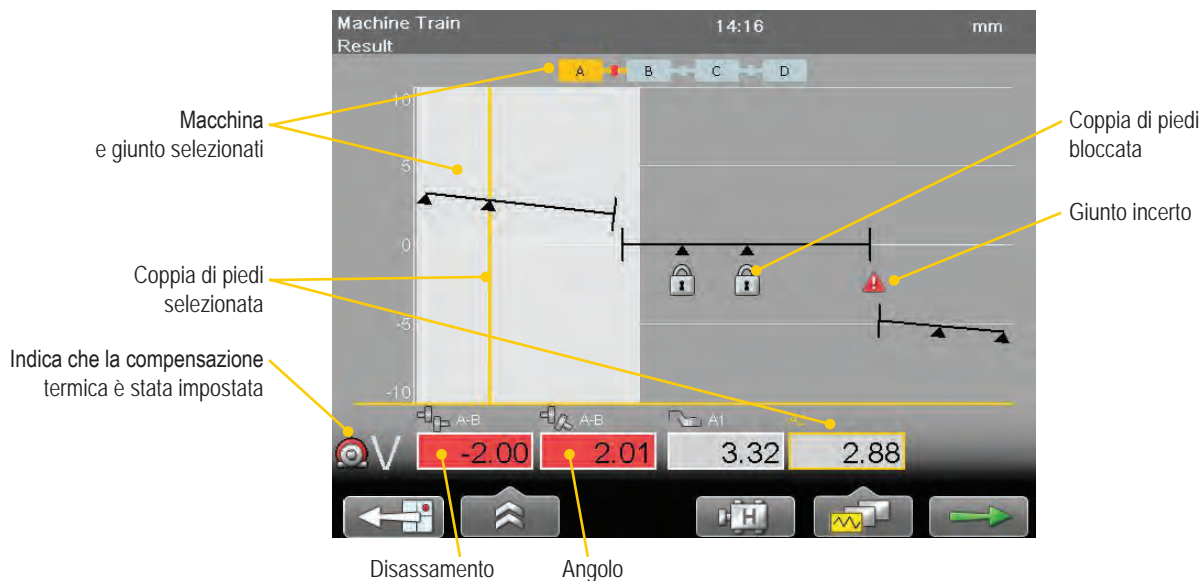 Machine Train 14:16 mm
Result
A B C D
10
5
0
-5
-10
Macchina
e giunto selezionati
Coppia di piedi
selezionata
Indica che la compensazione
termica è stata impostata
Coppia di piedi
bloccata
Giunto incerto
A-B A-B A1
V -2.00 2.01 3.32 2.88
H
Disassamento Angolo